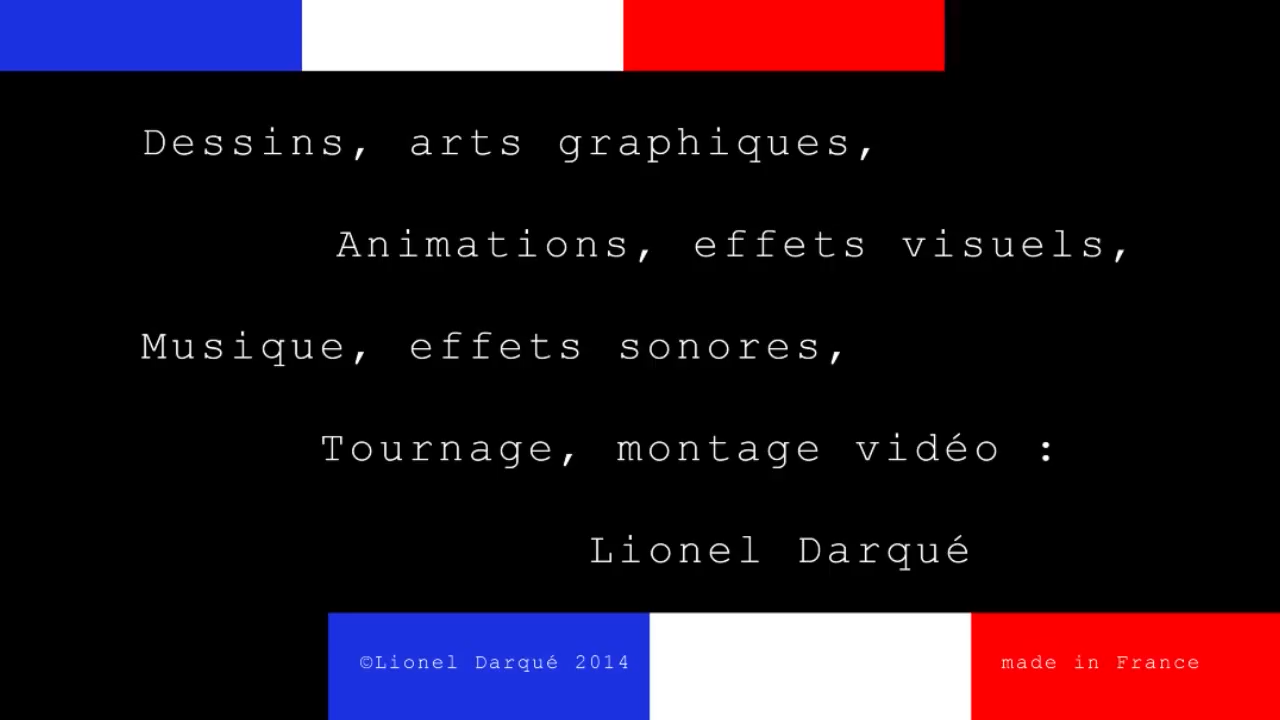 Dessins, arts graphiques,
Animations, effets visuels,
Musique, effets sonores,
Tournage, montage vidéo :
Lionel Darqué
©Lionel Darqué 2014
made in France